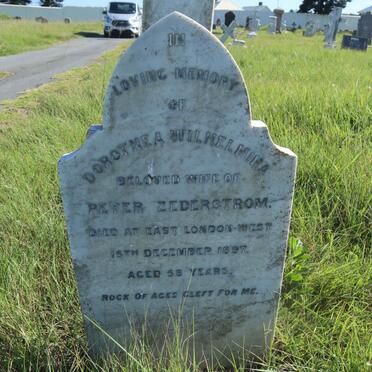 IN
LOVING MEMORY
OF
DOROTHEA WILHELMINA
BELOVED WIFE OF
PETER ZEDERSTROM.
DIED AT EAST LONDON WEST
15TH DECEMBER 1897.
AGED 58 YEARS.
ROCK OF AGES CLEFT FOR ME.